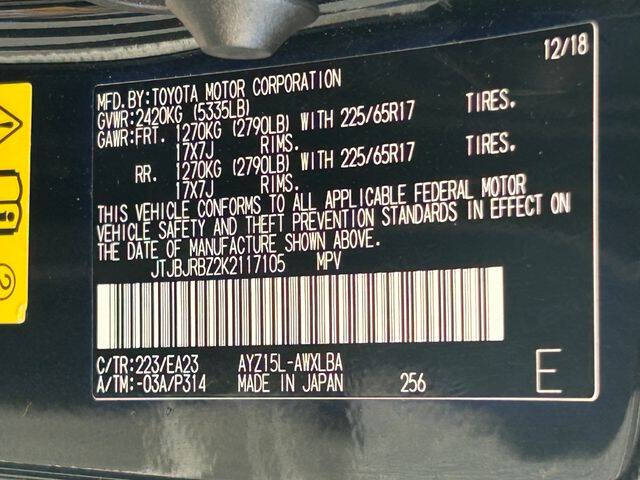 12/18
MFD.BY:TOYOTA MOTOR CORPORATION
GVWR:2420KG (5335LB)
GAWR:FRT. 1270KG (2790LB) WITH 225/65R17 TIRES.
17X7J RIMS.
RR. 1270KG (2790LB) WITH 225/65R17 TIRES.
17X7J RIMS.
THIS VEHICLE CONFORMS TO ALL APPLICABLE FEDERAL MOTOR
VEHICLE SAFETY AND THEFT PREVENTION STANDARDS IN EFFECT ON
THE DATE OF MANUFACTURE SHOWN ABOVE.
JTJBJRBZ2K2117105 MPV
C/TR:223/EA23 AYZ15L-AWXLBA
A/TM:-03A/P314 MADE IN JAPAN 256 E
2